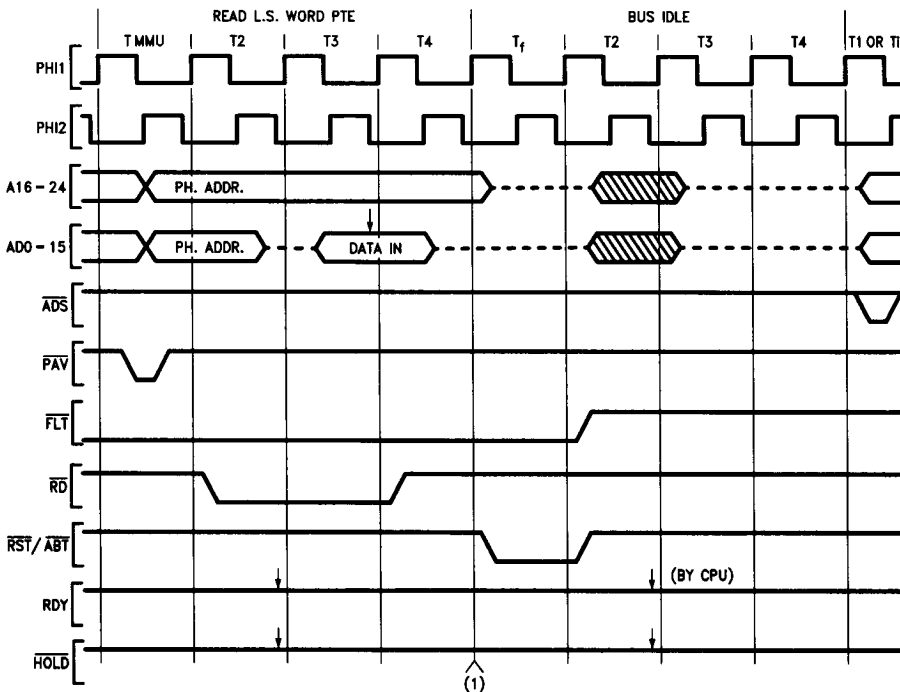 READ L.S. WORD PTE BUS IDLE
T MMU T2 T3 T4 Tf T2 T3 T4 T1 OR Ti
PHI1
PHI2
A16-24 PH. ADDR.
AD0-15 PH. ADDR. DATA IN
ADS
PAV
FLT
RD
RST/ABT
(BY CPU)
RDY
HOLD
(1)